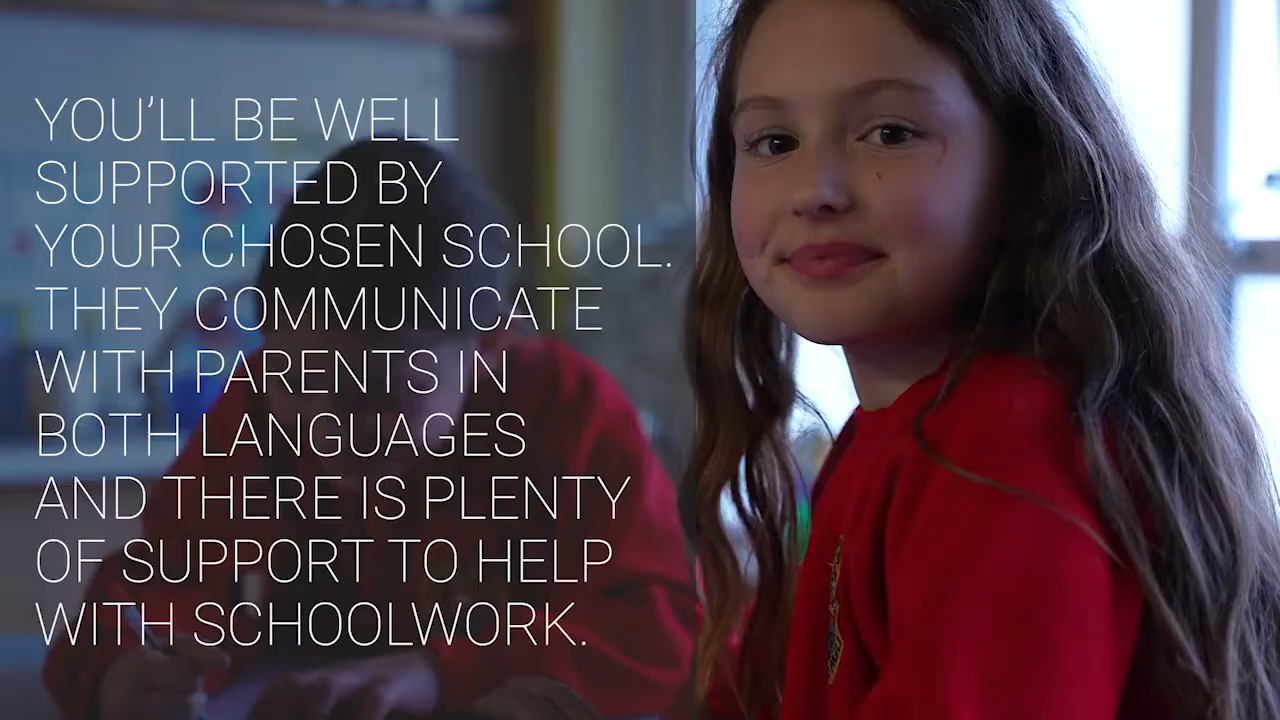 YOU’LL BE WELL
SUPPORTED BY
YOUR CHOSEN SCHOOL.
THEY COMMUNICATE
WITH PARENTS IN
BOTH LANGUAGES
AND THERE IS PLENTY
OF SUPPORT TO HELP
WITH SCHOOLWORK.